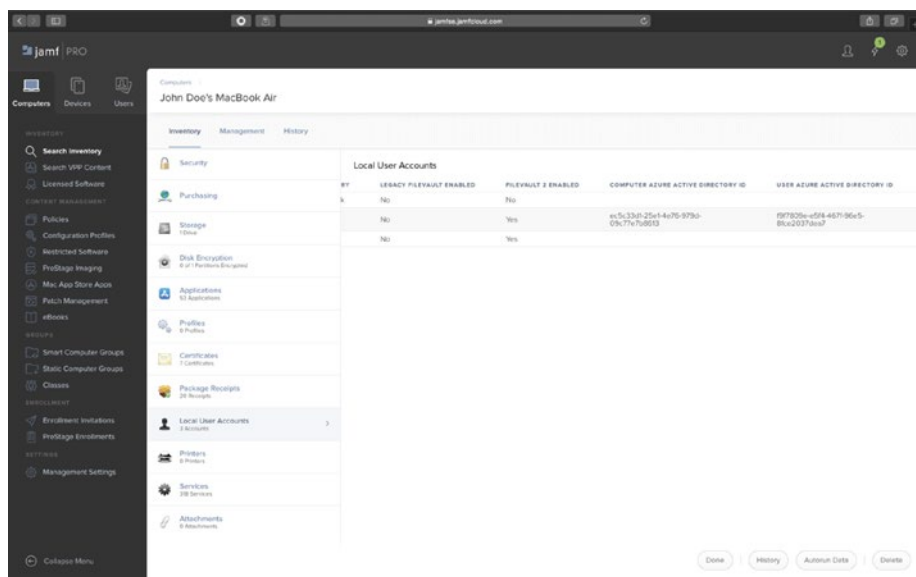 jamfse.jamfcloud.com
jamf PRO
1
Computers
Devices
Users
Computers
John Doe's MacBook Air
Inventory
Management
History
INVENTORY
Search Inventory
Search VPP Content
Licensed Software
CONTENT MANAGEMENT
Policies
Configuration Profiles
Restricted Software
PreStage Imaging
Mac App Store Apps
Patch Management
eBooks
GROUPS
Smart Computer Groups
Static Computer Groups
Classes
ENROLLMENT
Enrollment Invitations
PreStage Enrollments
SETTINGS
Management Settings
Collapse Menu
Security
Purchasing
Storage
1 Drive
Disk Encryption
Applications
53 Applications
Profiles
Certificates
7 Certificates
Package Receipts
Local User Accounts
3 Accounts
Printers
0 Printers
Services
Attachments
0 Attachments
Local User Accounts
LEGACY FILEVAULT ENABLED
FILEVAULT 2 ENABLED
COMPUTER AZURE ACTIVE DIRECTORY ID
USER AZURE ACTIVE DIRECTORY ID
No
No
No
Yes
No
Yes
Done
History
Autorun Data
Delete